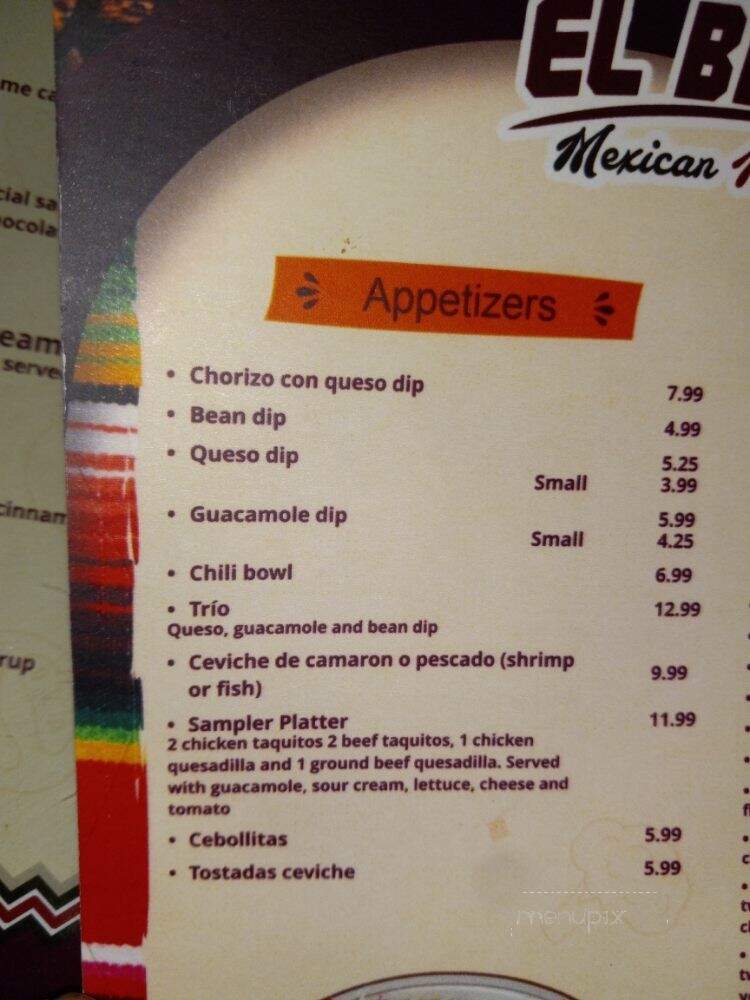 EL
Mexican
Appetizers
• Chorizo con queso dip 7.99
• Bean dip 4.99
• Queso dip 5.25
Small 3.99
• Guacamole dip 5.99
Small 4.25
• Chili bowl 6.99
• Trío 12.99
Queso, guacamole and bean dip
• Ceviche de camaron o pescado (shrimp
or fish) 9.99
• Sampler Platter 11.99
2 chicken taquitos 2 beef taquitos, 1 chicken
quesadilla and 1 ground beef quesadilla. Served
with guacamole, sour cream, lettuce, cheese and
tomato
• Cebollitas 5.99
• Tostadas ceviche 5.99
menupix